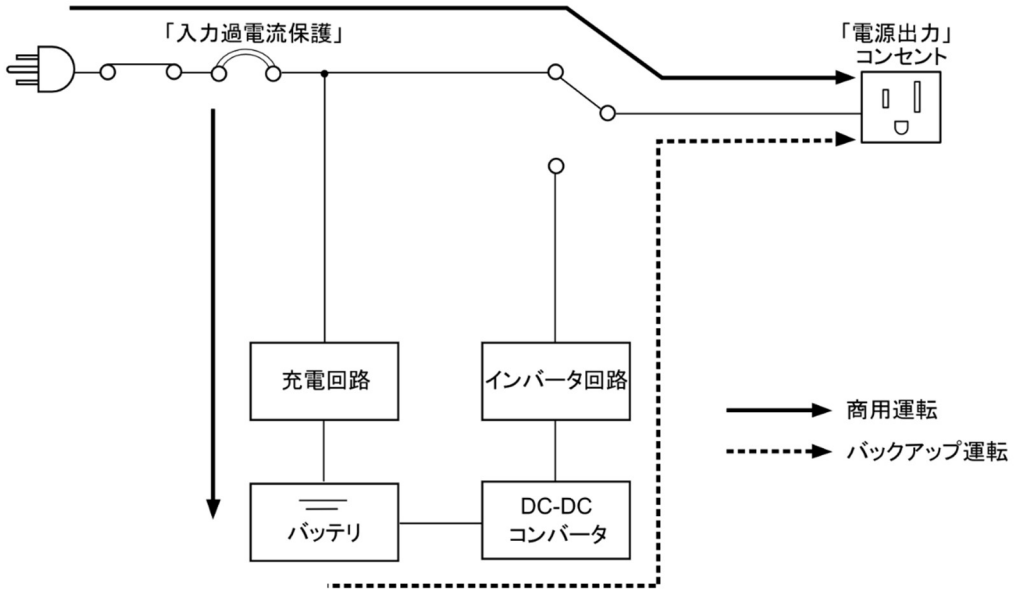 「入力過電流保護」
「電源出力」
コンセント
充電回路
インバータ回路
商用運転
バックアップ運転
バッテリ
DC-DC
コンバータ